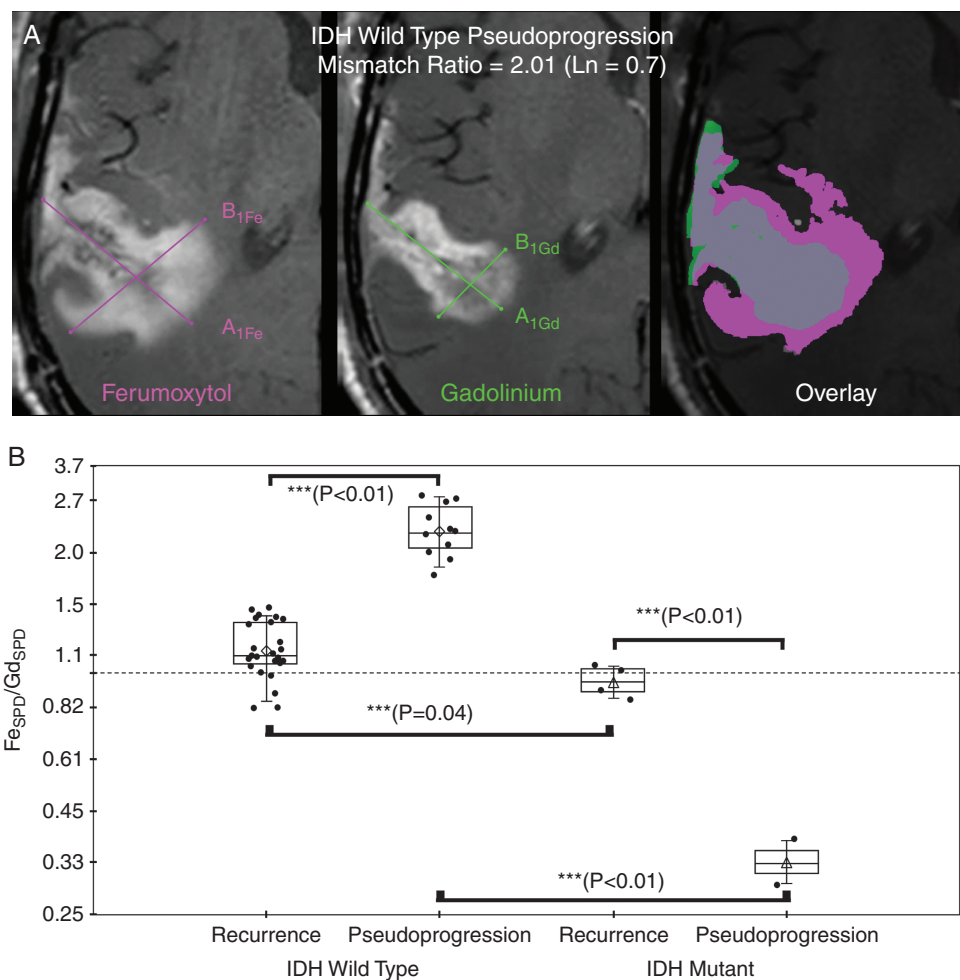 A
IDH Wild Type Pseudoprogression
Mismatch Ratio = 2.01 (Ln = 0.7)
B1Fe
A1Fe
Ferumoxytol
B1Gd
A1Gd
Gadolinium
Overlay
B
FeSPD/GdSPD
3.7
2.7
2.0
1.5
1.1
0.82
0.61
0.45
0.33
0.25
***(P<0.01)
***(P<0.01)
***(P=0.04)
***(P<0.01)
Recurrence Pseudoprogression Recurrence Pseudoprogression
IDH Wild Type IDH Mutant